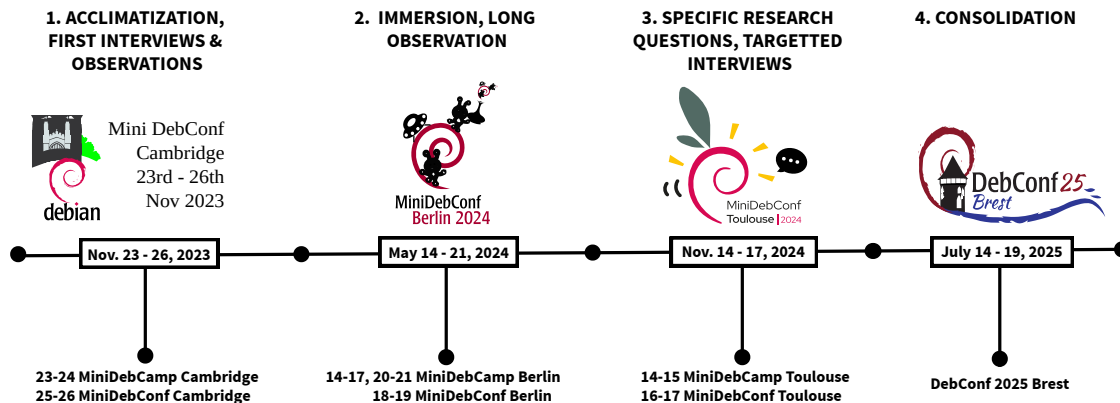 1. ACCLIMATIZATION,
FIRST INTERVIEWS &
OBSERVATIONS
2. IMMERSION, LONG
OBSERVATION
3. SPECIFIC RESEARCH
QUESTIONS, TARGETTED
INTERVIEWS
4. CONSOLIDATION
Mini DebConf
Cambridge
23rd - 26th
Nov 2023
debian
MiniDebConf
Berlin 2024
MiniDebConf
Toulouse | 2024
DebConf 25
Brest
Nov. 23 - 26, 2023
May 14 - 21, 2024
Nov. 14 - 17, 2024
July 14 - 19, 2025
23-24 MiniDebCamp Cambridge
25-26 MiniDebConf Cambridge
14-17, 20-21 MiniDebCamp Berlin
18-19 MiniDebConf Berlin
14-15 MiniDebCamp Toulouse
16-17 MiniDebConf Toulouse
DebConf 2025 Brest